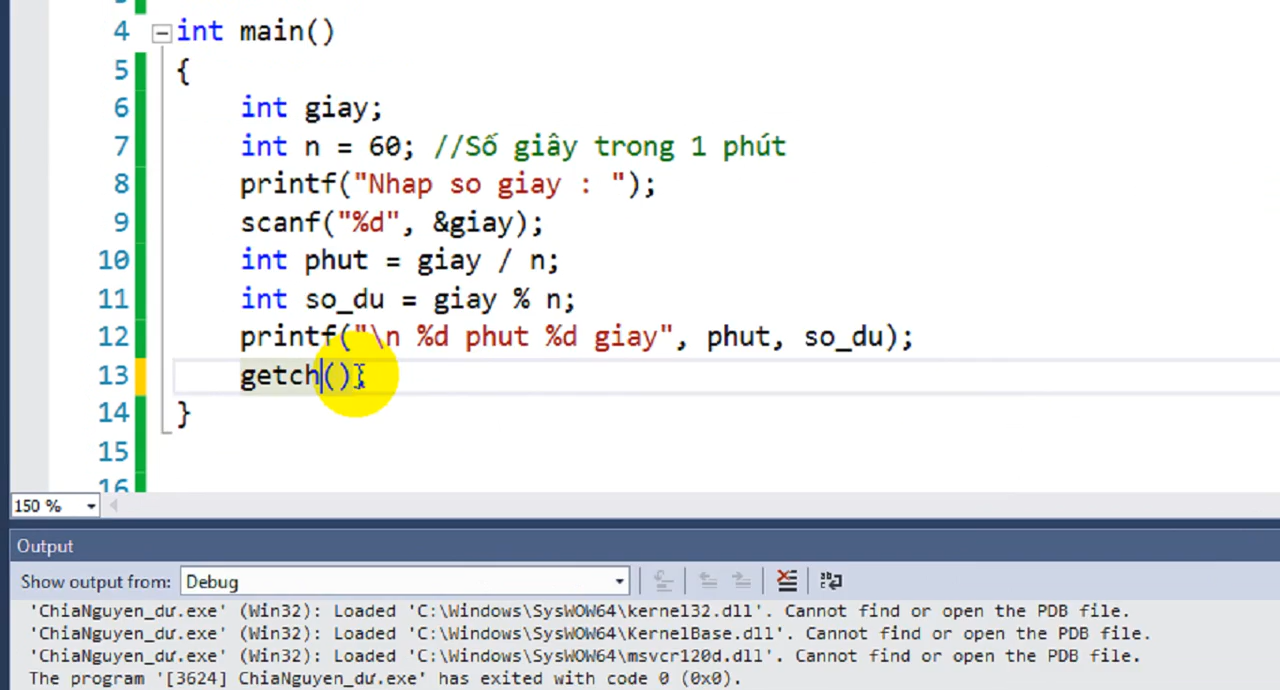 4 int main()
5 {
6 int giay;
7 int n = 60; //Số giây trong 1 phút
8 printf("Nhap so giay : ");
9 scanf("%d", &giay);
10 int phut = giay / n;
11 int so_du = giay % n;
12 printf("\n %d phut %d giay", phut, so_du);
13 getch();
14 }
15
16
150 %
Output
Show output from: Debug
'ChiaNguyen_dư.exe' (Win32): Loaded 'C:\Windows\SysWOW64\kernel32.dll'. Cannot find or open the PDB file.
'ChiaNguyen_dư.exe' (Win32): Loaded 'C:\Windows\SysWOW64\KernelBase.dll'. Cannot find or open the PDB file.
'ChiaNguyen_dư.exe' (Win32): Loaded 'C:\Windows\SysWOW64\msvcr120d.dll'. Cannot find or open the PDB file.
The program '[3624] ChiaNguyen_dư.exe' has exited with code 0 (0x0).